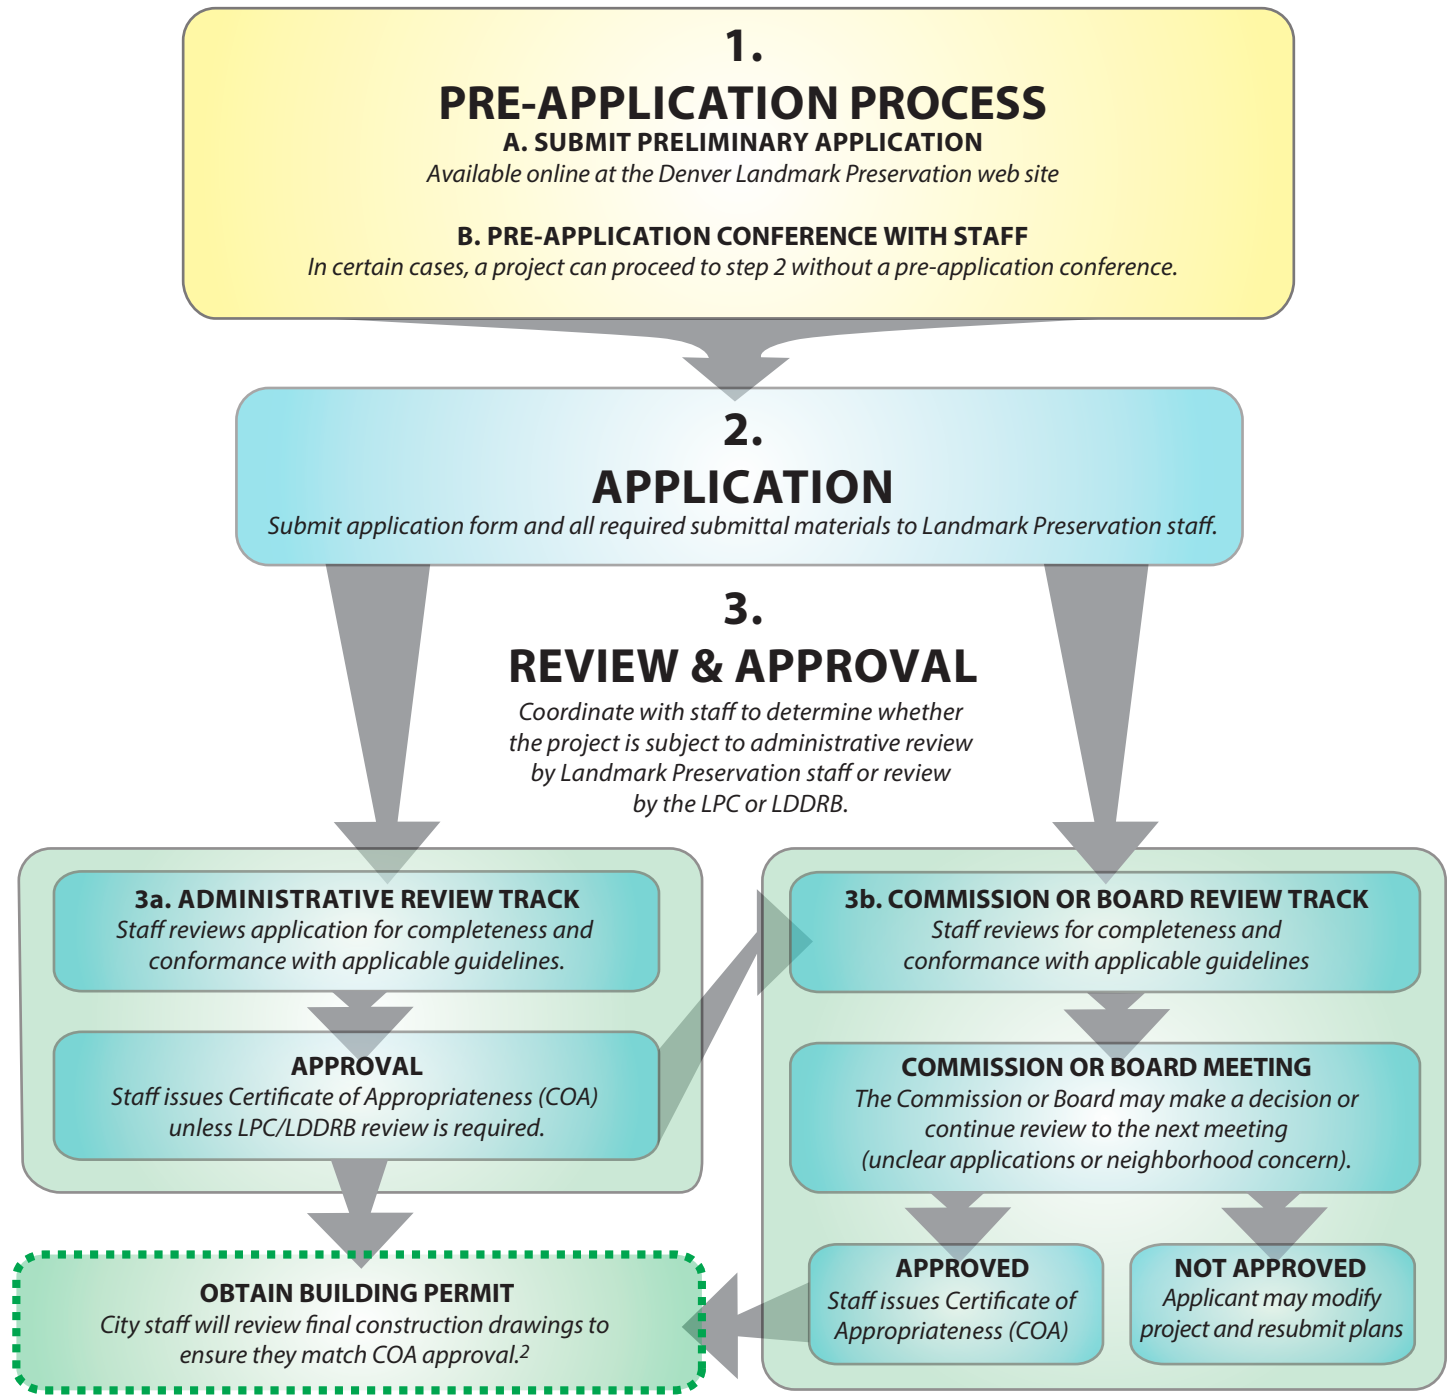 1.
PRE-APPLICATION PROCESS
A. SUBMIT PRELIMINARY APPLICATION
Available online at the Denver Landmark Preservation web site
B. PRE-APPLICATION CONFERENCE WITH STAFF
In certain cases, a project can proceed to step 2 without a pre-application conference.
2.
APPLICATION
Submit application form and all required submittal materials to Landmark Preservation staff.
3.
REVIEW & APPROVAL
Coordinate with staff to determine whether
the project is subject to administrative review
by Landmark Preservation staff or review
by the LPC or LDDRB.
3a. ADMINISTRATIVE REVIEW TRACK
Staff reviews application for completeness and
conformance with applicable guidelines.
APPROVAL
Staff issues Certificate of Appropriateness (COA)
unless LPC/LDDRB review is required.
OBTAIN BUILDING PERMIT
City staff will review final construction drawings to
ensure they match COA approval.2
3b. COMMISSION OR BOARD REVIEW TRACK
Staff reviews for completeness and
conformance with applicable guidelines
COMMISSION OR BOARD MEETING
The Commission or Board may make a decision or
continue review to the next meeting
(unclear applications or neighborhood concern).
APPROVED
Staff issues Certificate of
Appropriateness (COA)
NOT APPROVED
Applicant may modify
project and resubmit plans